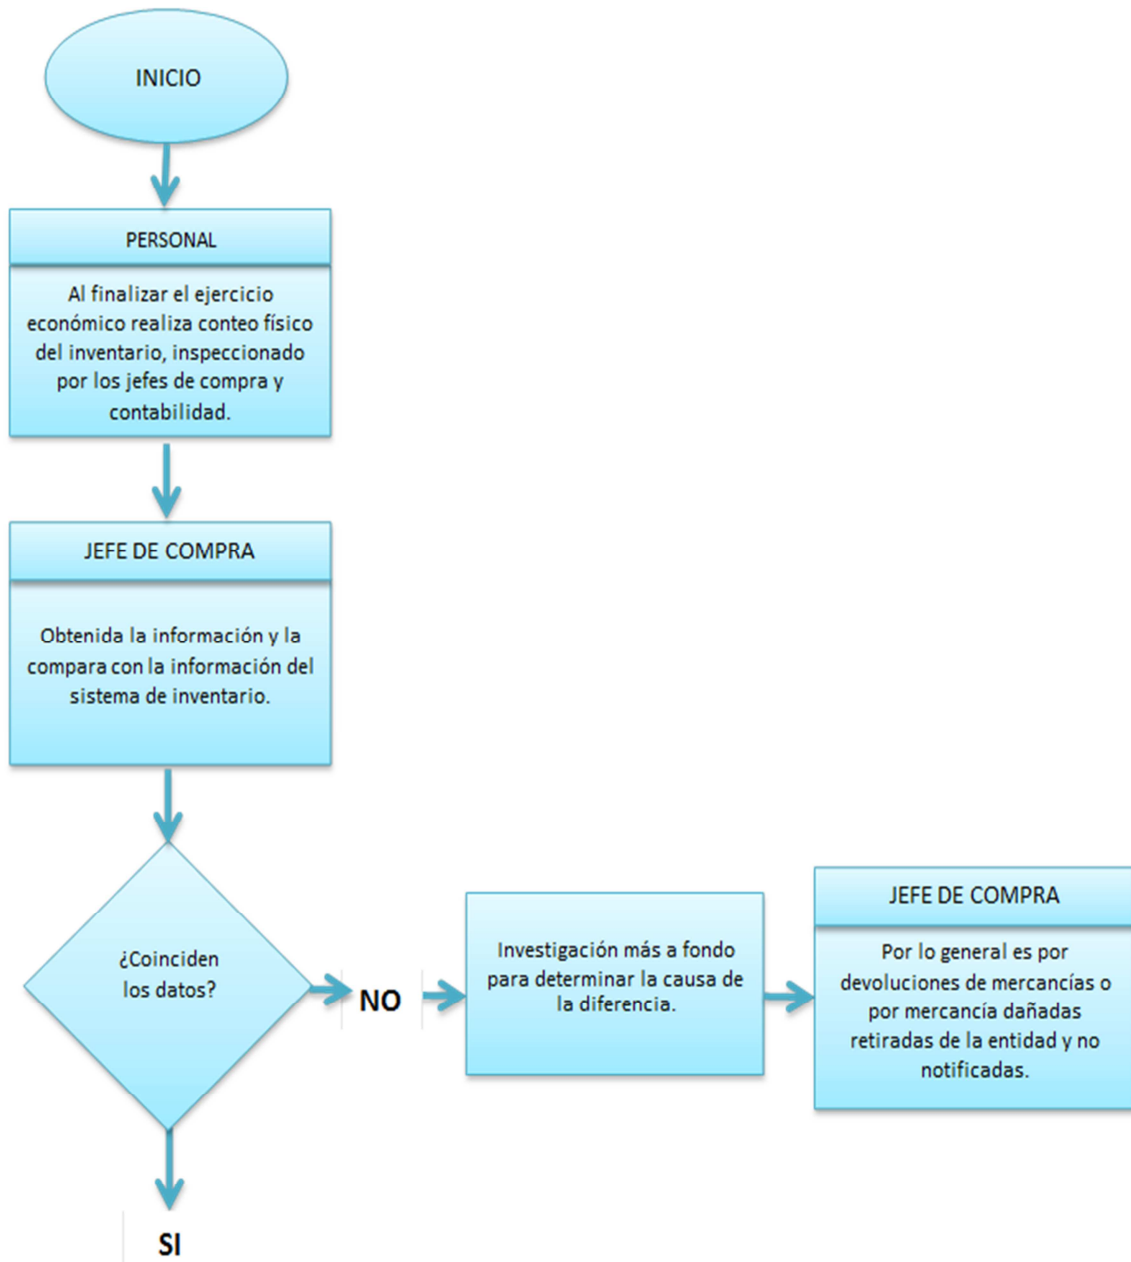 INICIO
PERSONAL
Al finalizar el ejercicio
económico realiza conteo físico
del inventario, inspeccionado
por los jefes de compra y
contabilidad.
JEFE DE COMPRA
Obtenida la información y la
compara con la información del
sistema de inventario.
¿Coinciden
los datos?
NO
Investigación más a fondo
para determinar la causa de
la diferencia.
JEFE DE COMPRA
Por lo general es por
devoluciones de mercancías o
por mercancía dañadas
retiradas de la entidad y no
notificadas.
SI